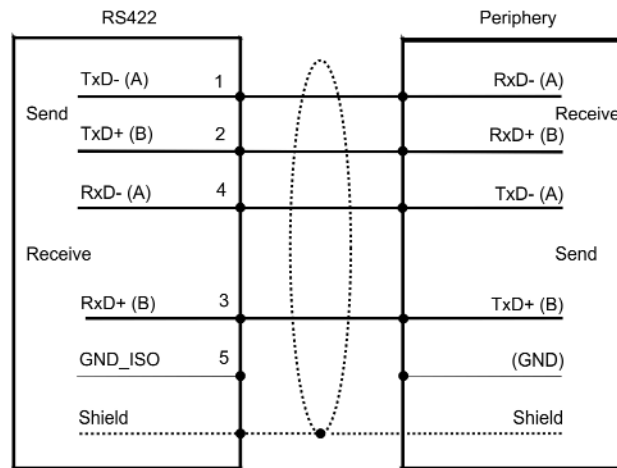 RS422 Periphery
TxD- (A) 1 RxD- (A)
Send Receive
TxD+ (B) 2 RxD+ (B)
RxD- (A) 4 TxD- (A)
Receive Send
RxD+ (B) 3 TxD+ (B)
GND_ISO 5 (GND)
Shield Shield